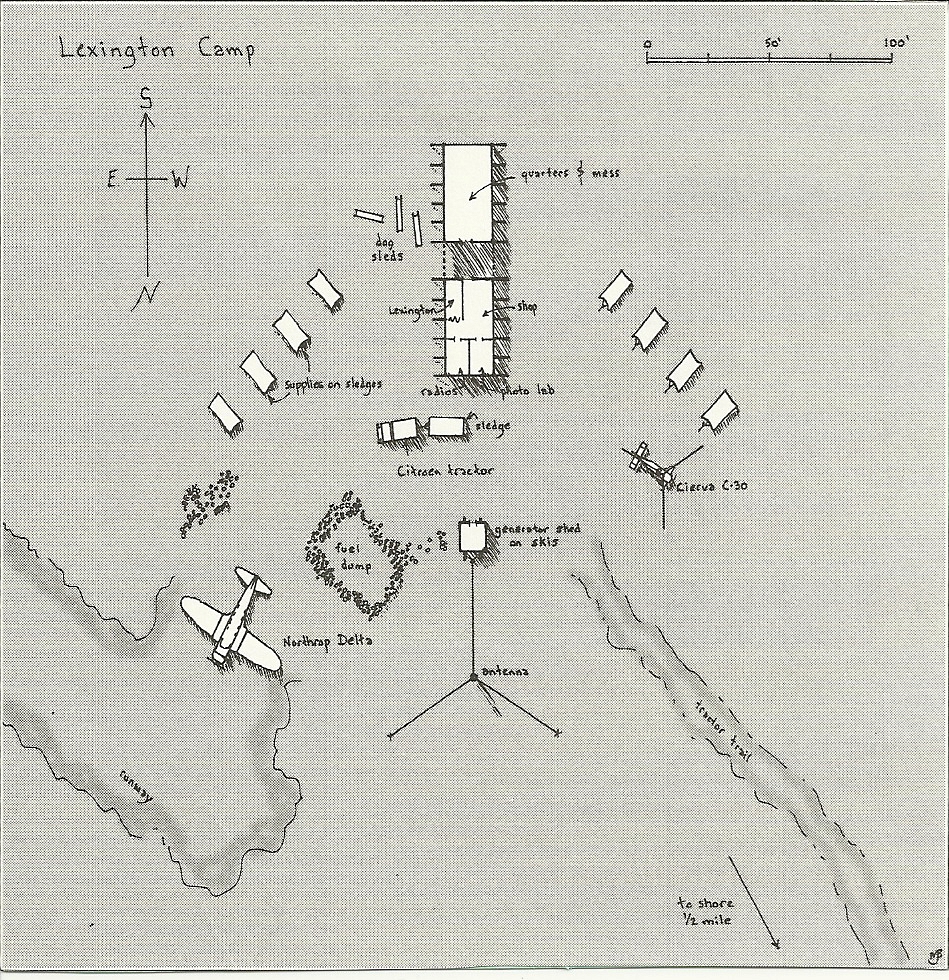 Lexington Camp
0 50' 100'
S
E W
N
quarters & mess
dog
sleds
Lexington
shop
supplies on sledges
radios
photo lab
sledge
Citroen tractor
Cierva C-30
generator shed
on skis
fuel
dump
Northrop Delta
antenna
tractor trail
runway
to shore
1/2 mile